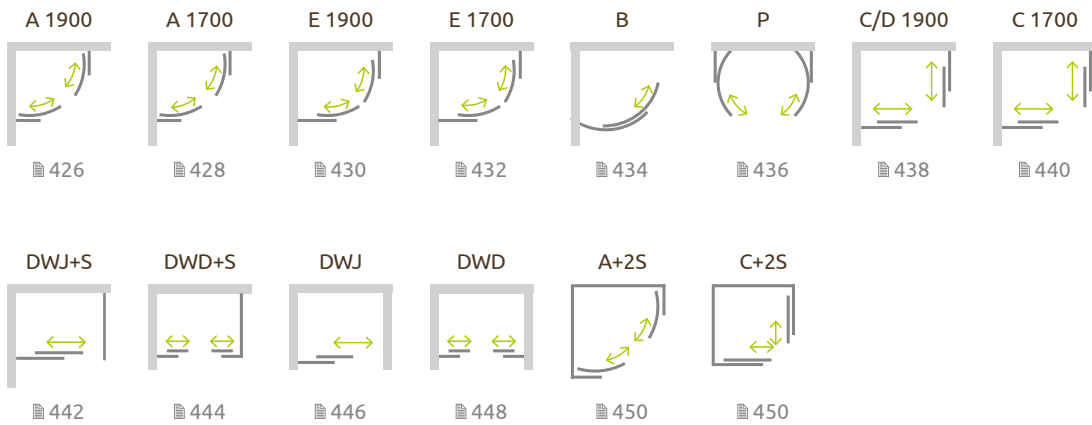 A 1900 A 1700 E 1900 E 1700 B P C/D 1900 C 1700
426 428 430 432 434 436 438 440
DWJ+S DWD+S DWJ DWD A+2S C+2S
442 444 446 448 450 450